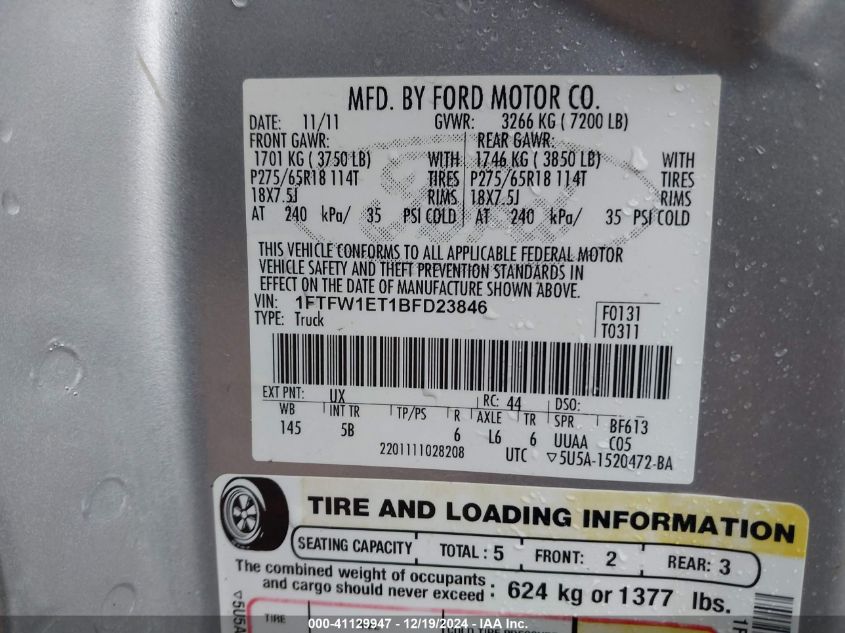 MFD. BY FORD MOTOR CO.
DATE: 11/11 GVWR: 3266 KG ( 7200 LB)
FRONT GAWR: REAR GAWR:
1701 KG ( 3750 LB) WITH 1746 KG ( 3850 LB) WITH
P275/65R18 114T TIRES P275/65R18 114T TIRES
18X7.5J RIMS 18X7.5J RIMS
AT 240 kPa/ 35 PSI COLD AT 240 kPa/ 35 PSI COLD
THIS VEHICLE CONFORMS TO ALL APPLICABLE FEDERAL MOTOR
VEHICLE SAFETY AND THEFT PREVENTION STANDARDS IN
EFFECT ON THE DATE OF MANUFACTURE SHOWN ABOVE.
VIN: 1FTFW1ET1BFD23846 F0131
TYPE: Truck T0311
EXT PNT: UX RC: 44 DSO:
WB INT TR TP/PS R AXLE TR SPR BF613
145 5B 6 L6 6 UUAA C05
2201111028208 UTC ▽5U5A-1520472-BA
TIRE AND LOADING INFORMATION
SEATING CAPACITY TOTAL : 5 FRONT: 2 REAR: 3
The combined weight of occupants
and cargo should never exceed : 624 kg or 1377 lbs.
▽5U5A
TIRE
000-41129947 - 12/19/2024 - IAA Inc.